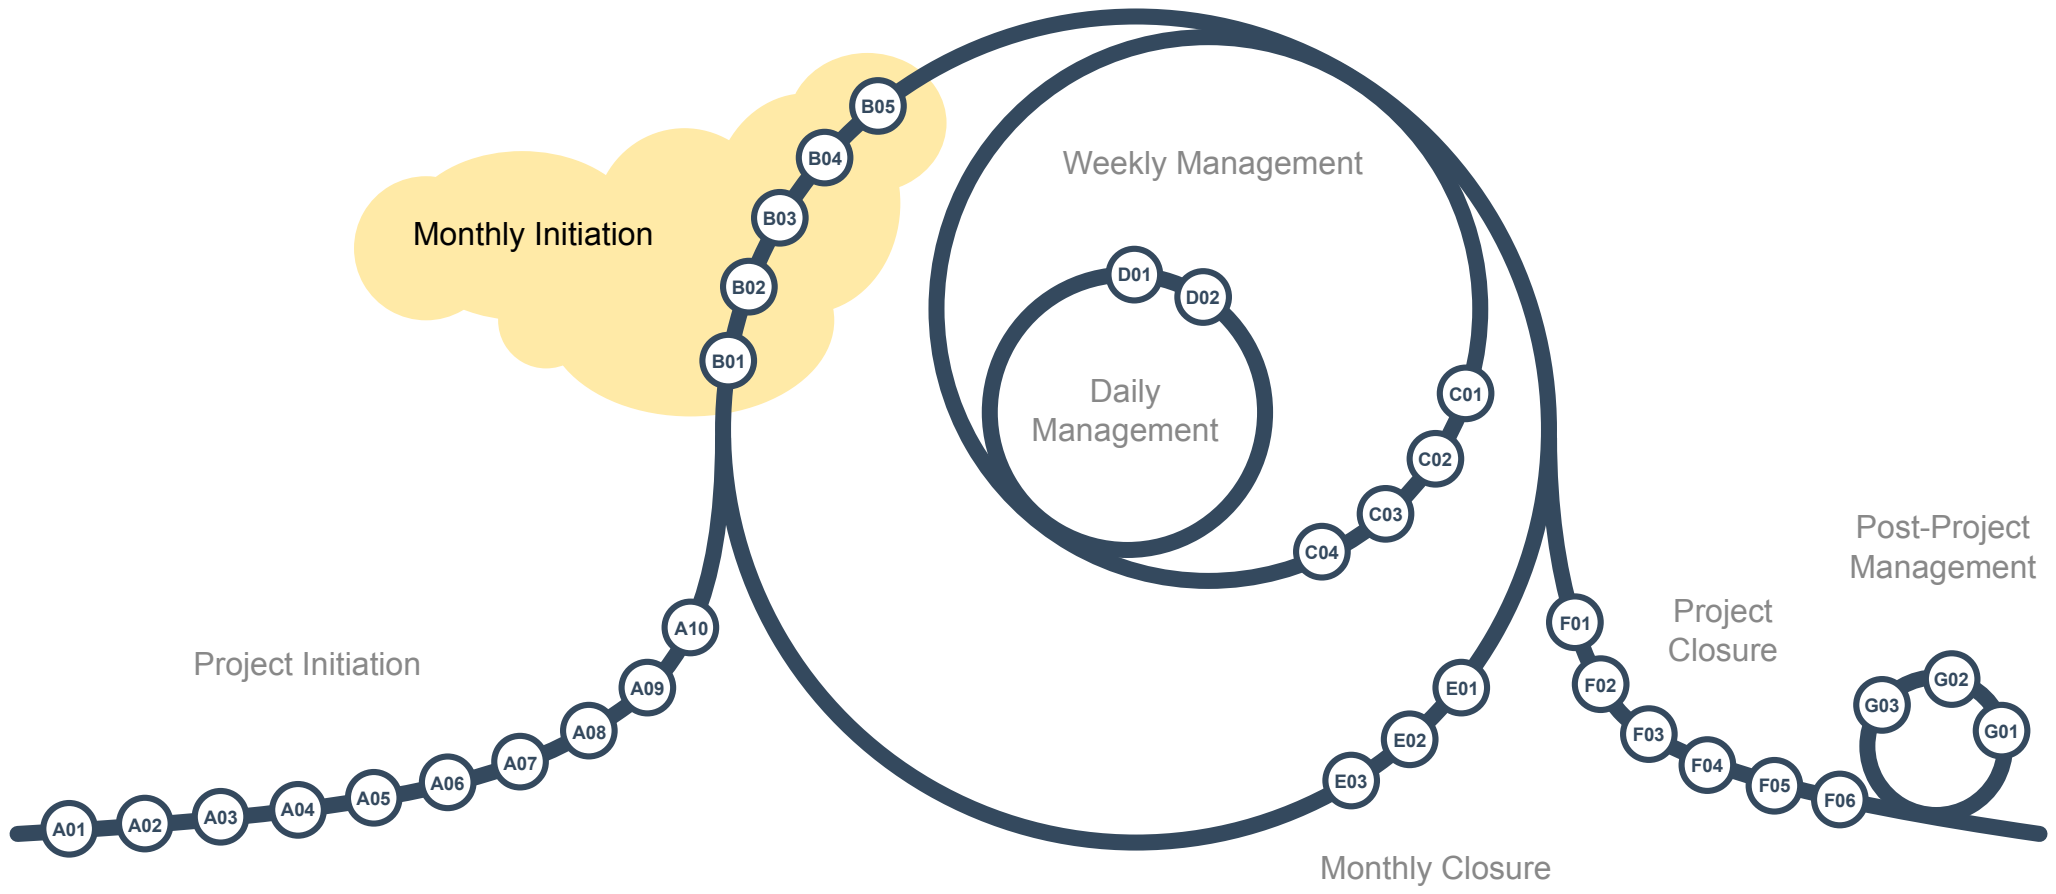 Monthly Initiation
B05
B04
B03
B02
B01
Weekly Management
D01
D02
Daily
Management
C01
C02
C03
C04
Project Initiation
A01
A02
A03
A04
A05
A06
A07
A08
A09
A10
E01
E02
E03
Monthly Closure
F01
F02
F03
F04
F05
F06
Project
Closure
Post-Project
Management
G03
G02
G01